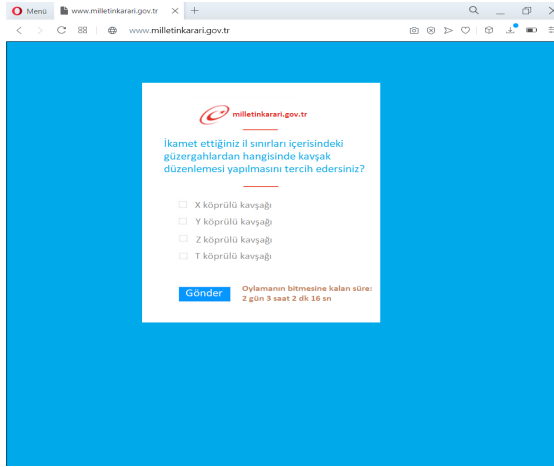 Menü
www.milletinkarari.gov.tr
www.milletinkarari.gov.tr
milletinkarari.gov.tr
İkamet ettiğiniz il sınırları içerisindeki
güzergahlardan hangisinde kavşak
düzenlemesi yapılmasını tercih edersiniz?
X köprülü kavşağı
Y köprülü kavşağı
Z köprülü kavşağı
T köprülü kavşağı
Gönder
Oylamanın bitmesine kalan süre:
2 gün 3 saat 2 dk 16 sn